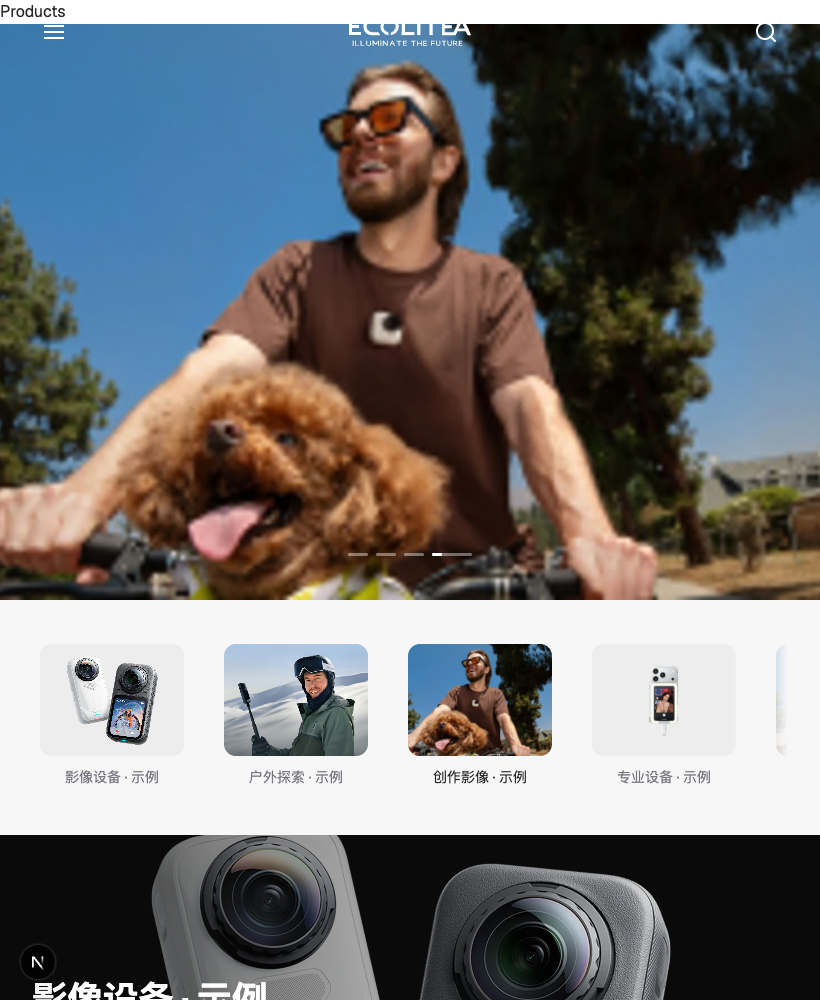 Products
ECOLITEA
ILLUMINATE THE FUTURE
影像设备 · 示例
户外探索 · 示例
创作影像 · 示例
专业设备 · 示例
N
影像设备 · 示例